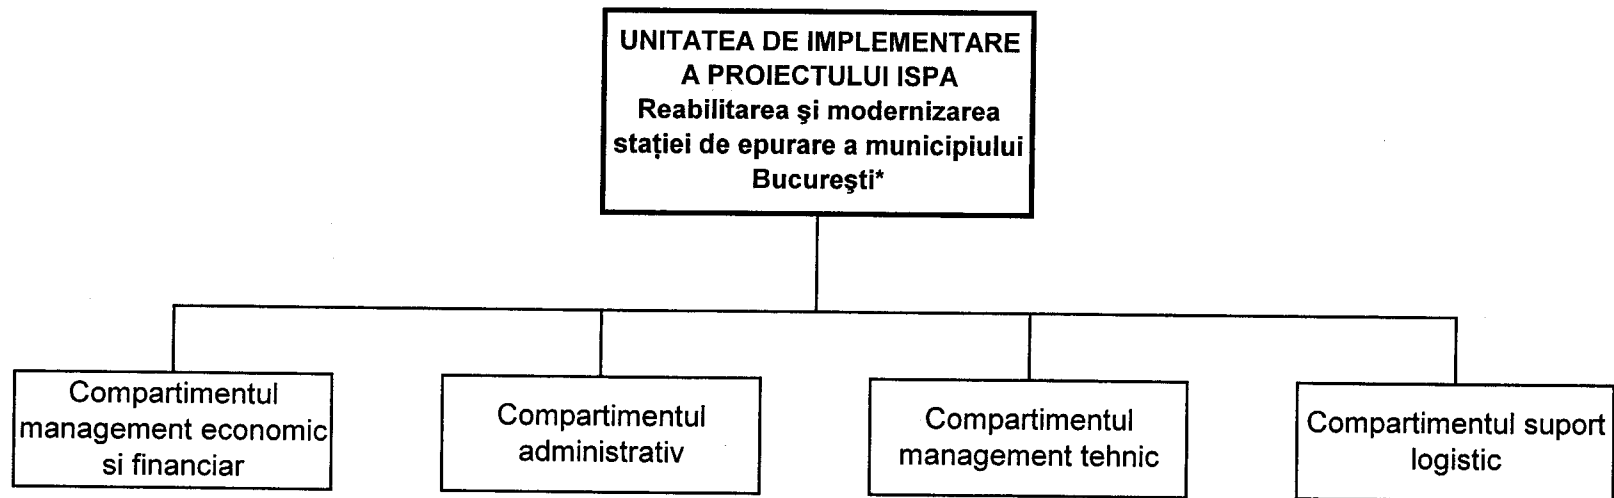 UNITATEA DE IMPLEMENTARE
A PROIECTULUI ISPA
Reabilitarea şi modernizarea
staţiei de epurare a municipiului
Bucureşti*
Compartimentul
management economic
si financiar
Compartimentul
administrativ
Compartimentul
management tehnic
Compartimentul suport
logistic